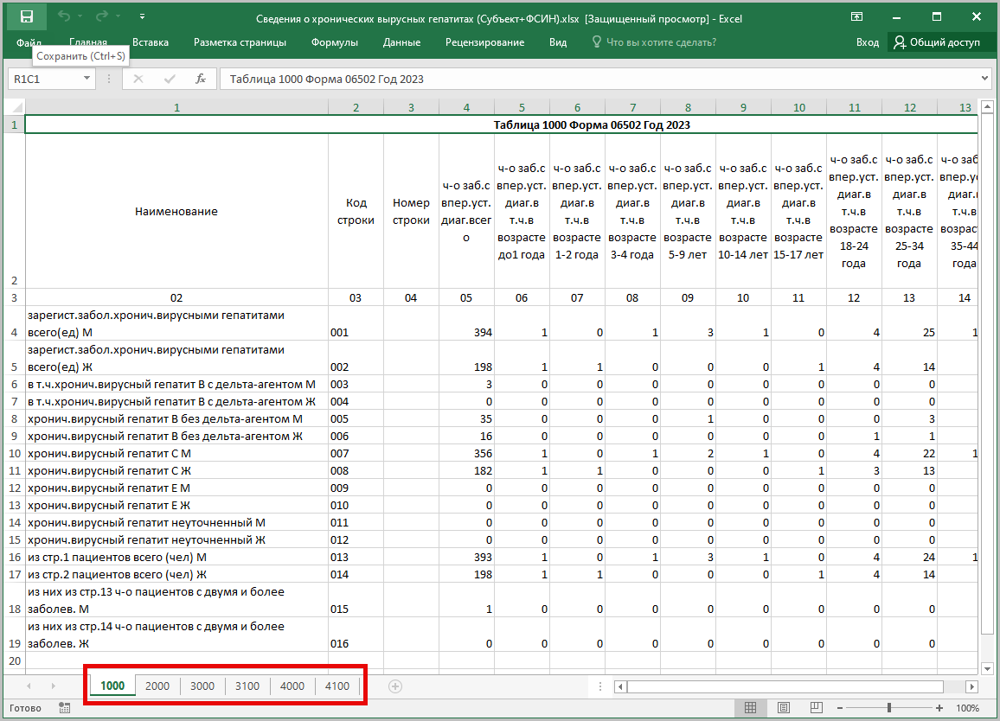 Сведения о хронических вирусных гепатитах (Субъект+ФСИН).xlsx [Защищенный просмотр] - Excel
Файл Главная Вставка Разметка страницы Формулы Данные Рецензирование Вид Что вы хотите сделать? Вход Общий доступ
Сохранить (Ctrl+S)
R1C1 fx Таблица 1000 Форма 06502 Год 2023
1 2 3 4 5 6 7 8 9 10 11 12 13
1 Таблица 1000 Форма 06502 Год 2023
Наименование
Код
строки
Номер
строки
ч-о заб.с
впер.уст.
диаг.всег
о
ч-о заб.с
впер.уст.
диаг.в
т.ч.в
возрасте
до1 года
ч-о заб.с
впер.уст.
диаг.в
т.ч.в
возрасте
1-2 года
ч-о заб.с
впер.уст.
диаг.в
т.ч.в
возрасте
3-4 года
ч-о заб.с
впер.уст.
диаг.в
т.ч.в
возрасте
5-9 лет
ч-о заб.с
впер.уст.
диаг.в
т.ч.в
возрасте
10-14 лет
ч-о заб.с
впер.уст.
диаг.в
т.ч.в
возрасте
15-17 лет
ч-о заб.с
впер.уст.
диаг.в
т.ч.в
возрасте
18-24
года
ч-о заб.с
впер.уст.
диаг.в
т.ч.в
возрасте
25-34
года
ч-о заб
впер.у
диаг.
т.ч.в
возрас
35-44
года
2
3 02 03 04 05 06 07 08 09 10 11 12 13 14
зарегист.забол.хронич.вирусными гепатитами
4 всего(ед) М 001 394 1 0 1 3 1 0 4 25 1
зарегист.забол.хронич.вирусными гепатитами
5 всего(ед) Ж 002 198 1 1 0 0 0 1 4 14
6 в т.ч.хронич.вирусный гепатит В с дельта-агентом М 003 3 0 0 0 0 0 0 0 0
7 в т.ч.хронич.вирусный гепатит В с дельта-агентом Ж 004 0 0 0 0 0 0 0 0 0
8 хронич.вирусный гепатит В без дельта-агентом М 005 35 0 0 0 1 0 0 0 3
9 хронич.вирусный гепатит В без дельта-агентом Ж 006 16 0 0 0 0 0 0 1 1
10 хронич.вирусный гепатит С М 007 356 1 0 1 2 1 0 4 22 1
11 хронич.вирусный гепатит С Ж 008 182 1 1 0 0 0 1 3 13
12 хронич.вирусный гепатит Е М 009 0 0 0 0 0 0 0 0 0
13 хронич.вирусный гепатит Е Ж 010 0 0 0 0 0 0 0 0 0
14 хронич.вирусный гепатит неуточненный М 011 0 0 0 0 0 0 0 0 0
15 хронич.вирусный гепатит неуточненный Ж 012 0 0 0 0 0 0 0 0 0
16 из стр.1 пациентов всего (чел) М 013 393 1 0 1 3 1 0 4 24 1
17 из стр.2 пациентов всего (чел) Ж 014 198 1 1 0 0 0 1 4 14
из них из стр.13 ч-о пациентов с двумя и более
18 заболев. М 015 1 0 0 0 0 0 0 0 0
из них из стр.14 ч-о пациентов с двумя и более
19 заболев. Ж 016 0 0 0 0 0 0 0 0 0
20
1000 2000 3000 3100 4000 4100
Готово 100%